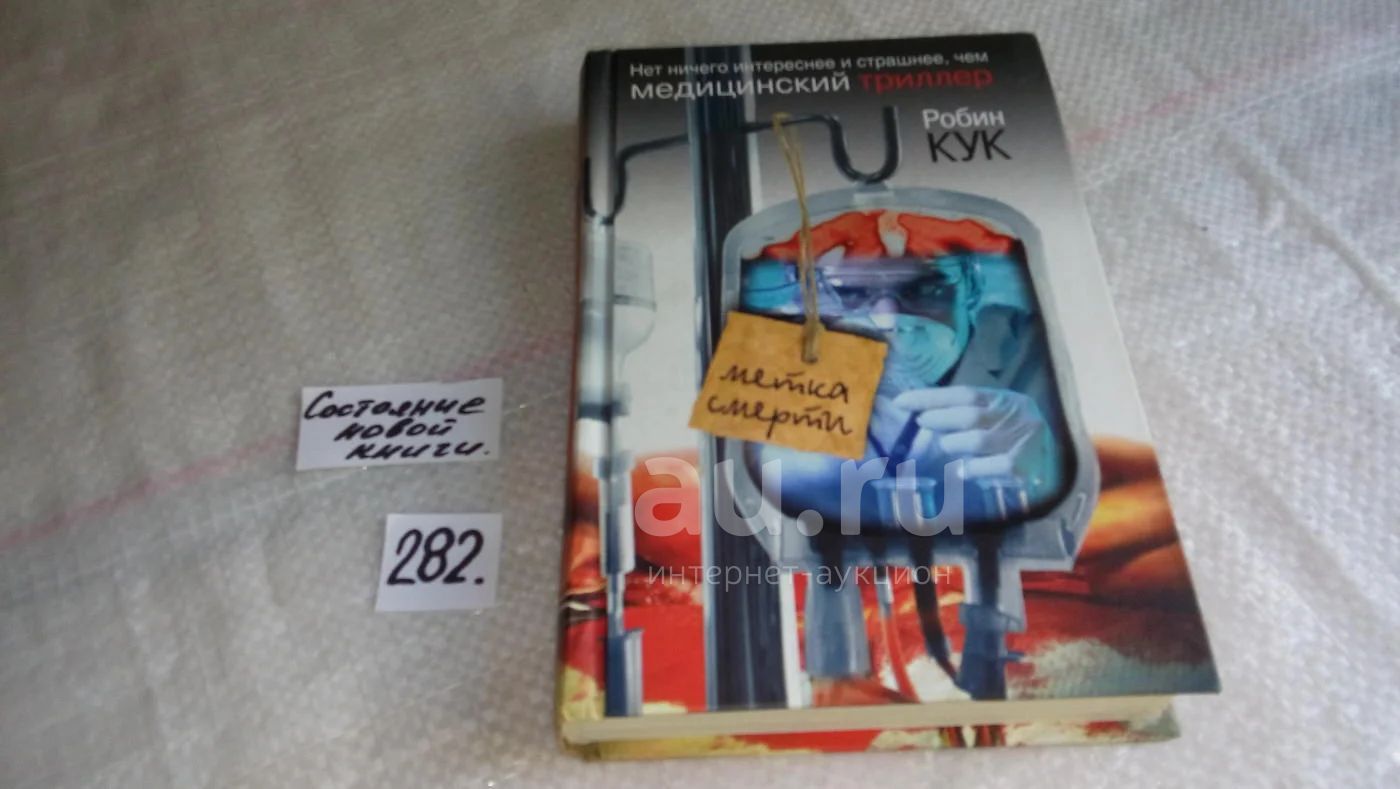 Нет ничего интереснее и страшнее, чем
медицинский триллер
Робин
КУК
метка
смерти
Состояние
новой
книги.
282.
au.ru
интернет-аукцион